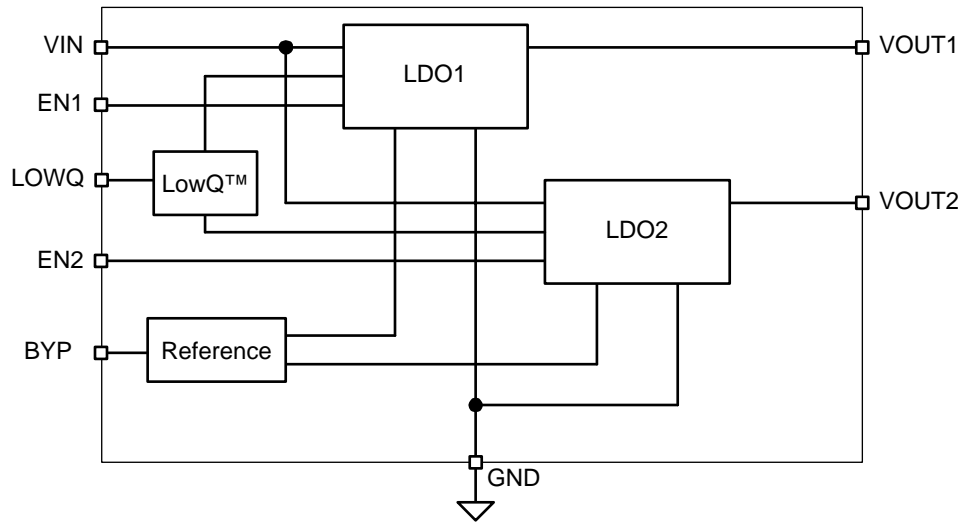 VIN
LDO1
VOUT1
EN1
LOWQ
LowQ™
LDO2
VOUT2
EN2
BYP
Reference
GND